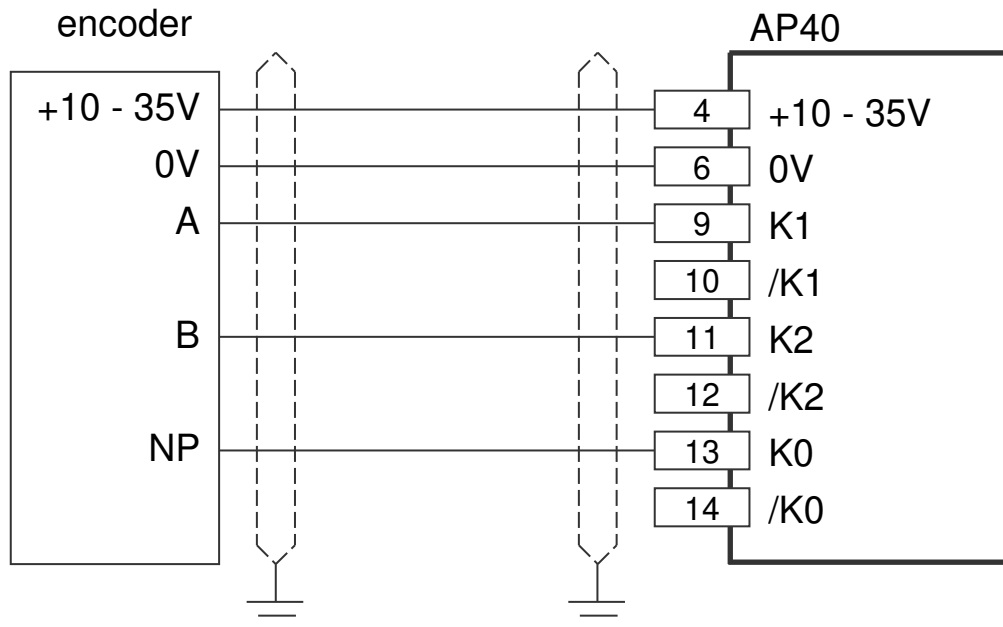 encoder
AP40
+10 - 35V
4
+10 - 35V
0V
6
0V
A
9
K1
10
/K1
B
11
K2
12
/K2
NP
13
K0
14
/K0